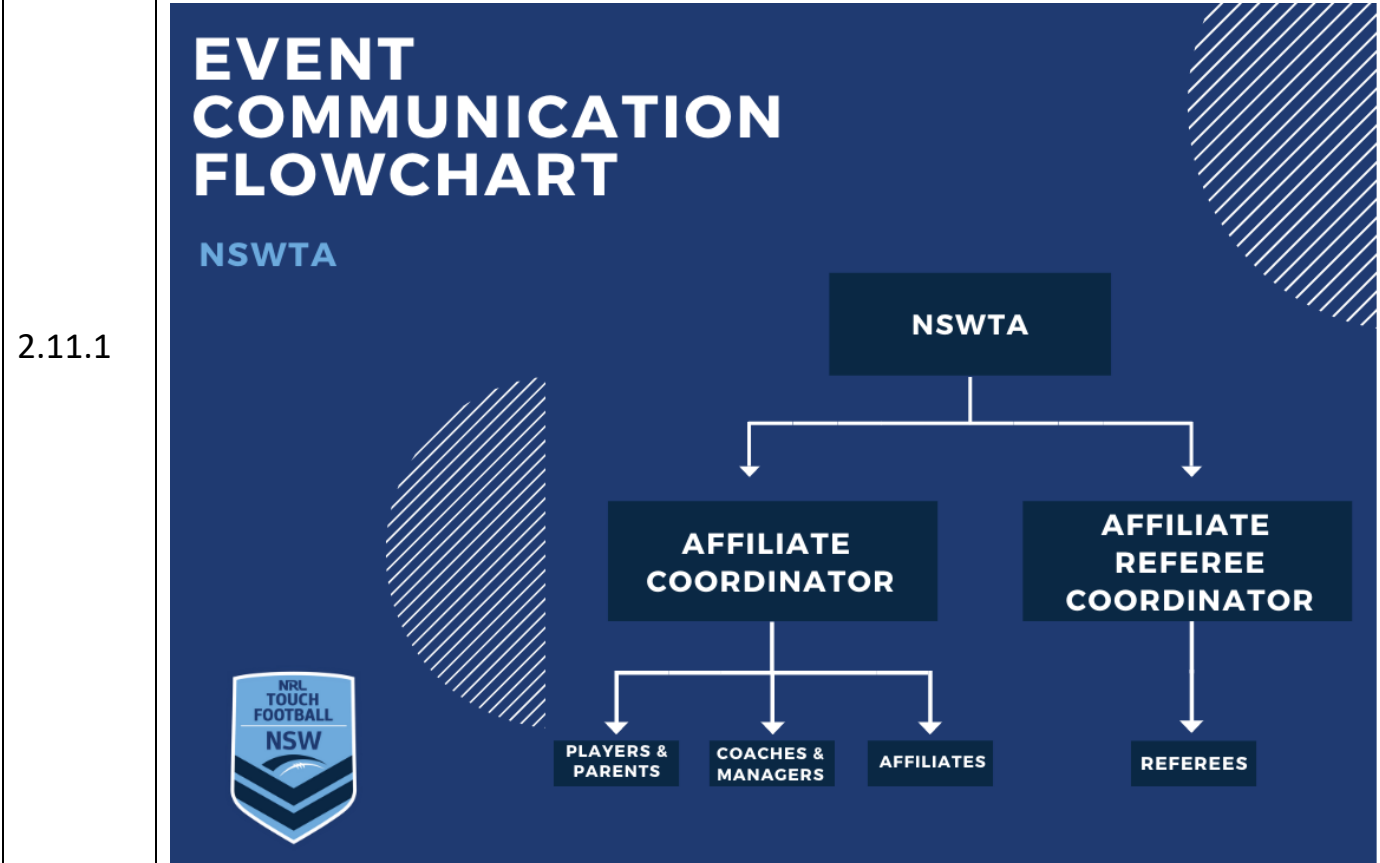 2.11.1
EVENT
COMMUNICATION
FLOWCHART
NSWTA
NSWTA
AFFILIATE
COORDINATOR
AFFILIATE
REFEREE
COORDINATOR
PLAYERS &
PARENTS
COACHES &
MANAGERS
AFFILIATES
REFEREES
NRL
TOUCH
FOOTBALL
NSW